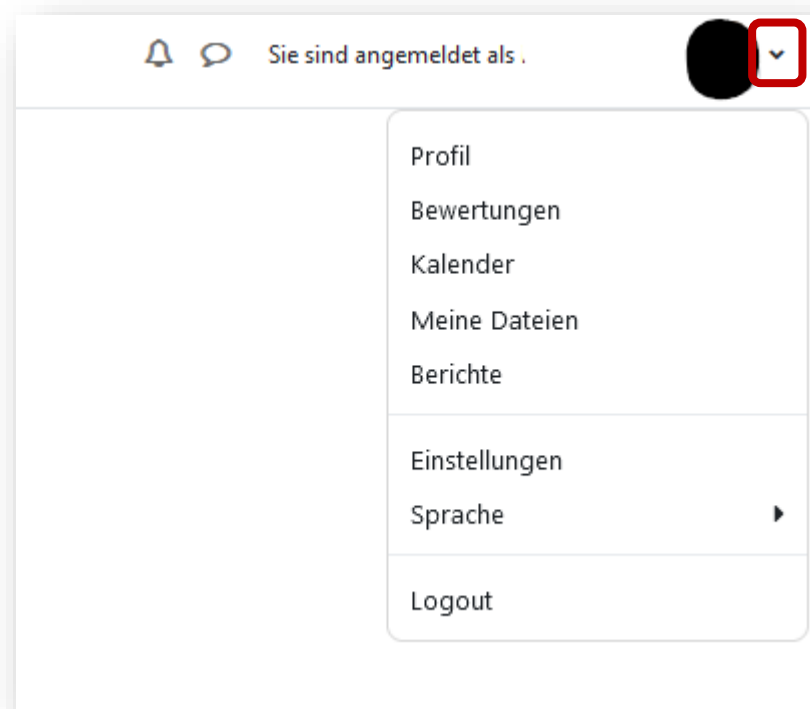 Sie sind angemeldet als .
Profil
Bewertungen
Kalender
Meine Dateien
Berichte
Einstellungen
Sprache
Logout